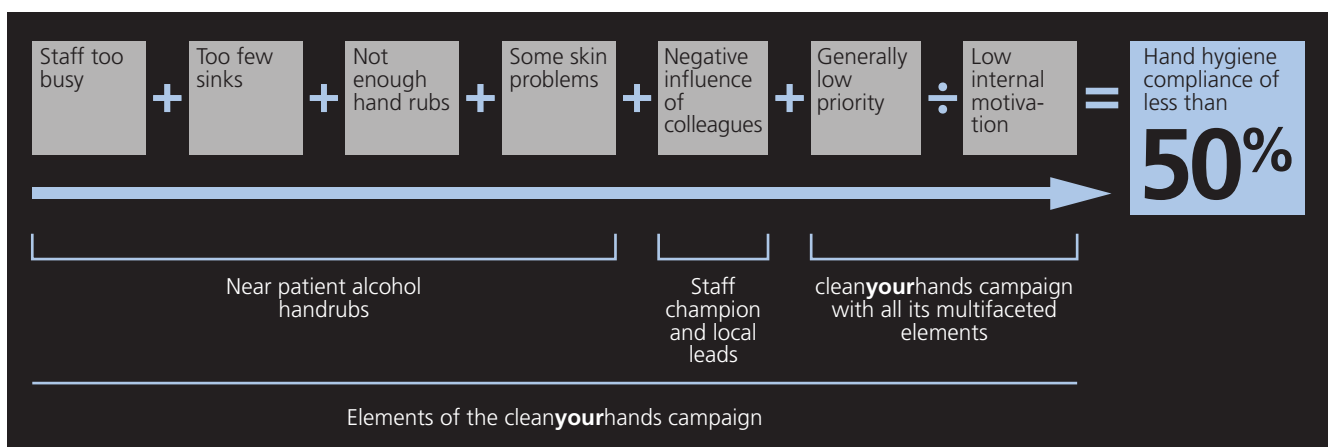 Staff too
busy
+
Too few
sinks
+
Not
enough
hand rubs
+
Some skin
problems
+
Negative
influence
of
colleagues
+
Generally
low
priority
÷
Low
internal
motiva-
tion
=
Hand hygiene
compliance of
less than
50%
Near patient alcohol
handrubs
Staff
champion
and local
leads
cleanyourhands campaign
with all its multifaceted
elements
Elements of the cleanyourhands campaign